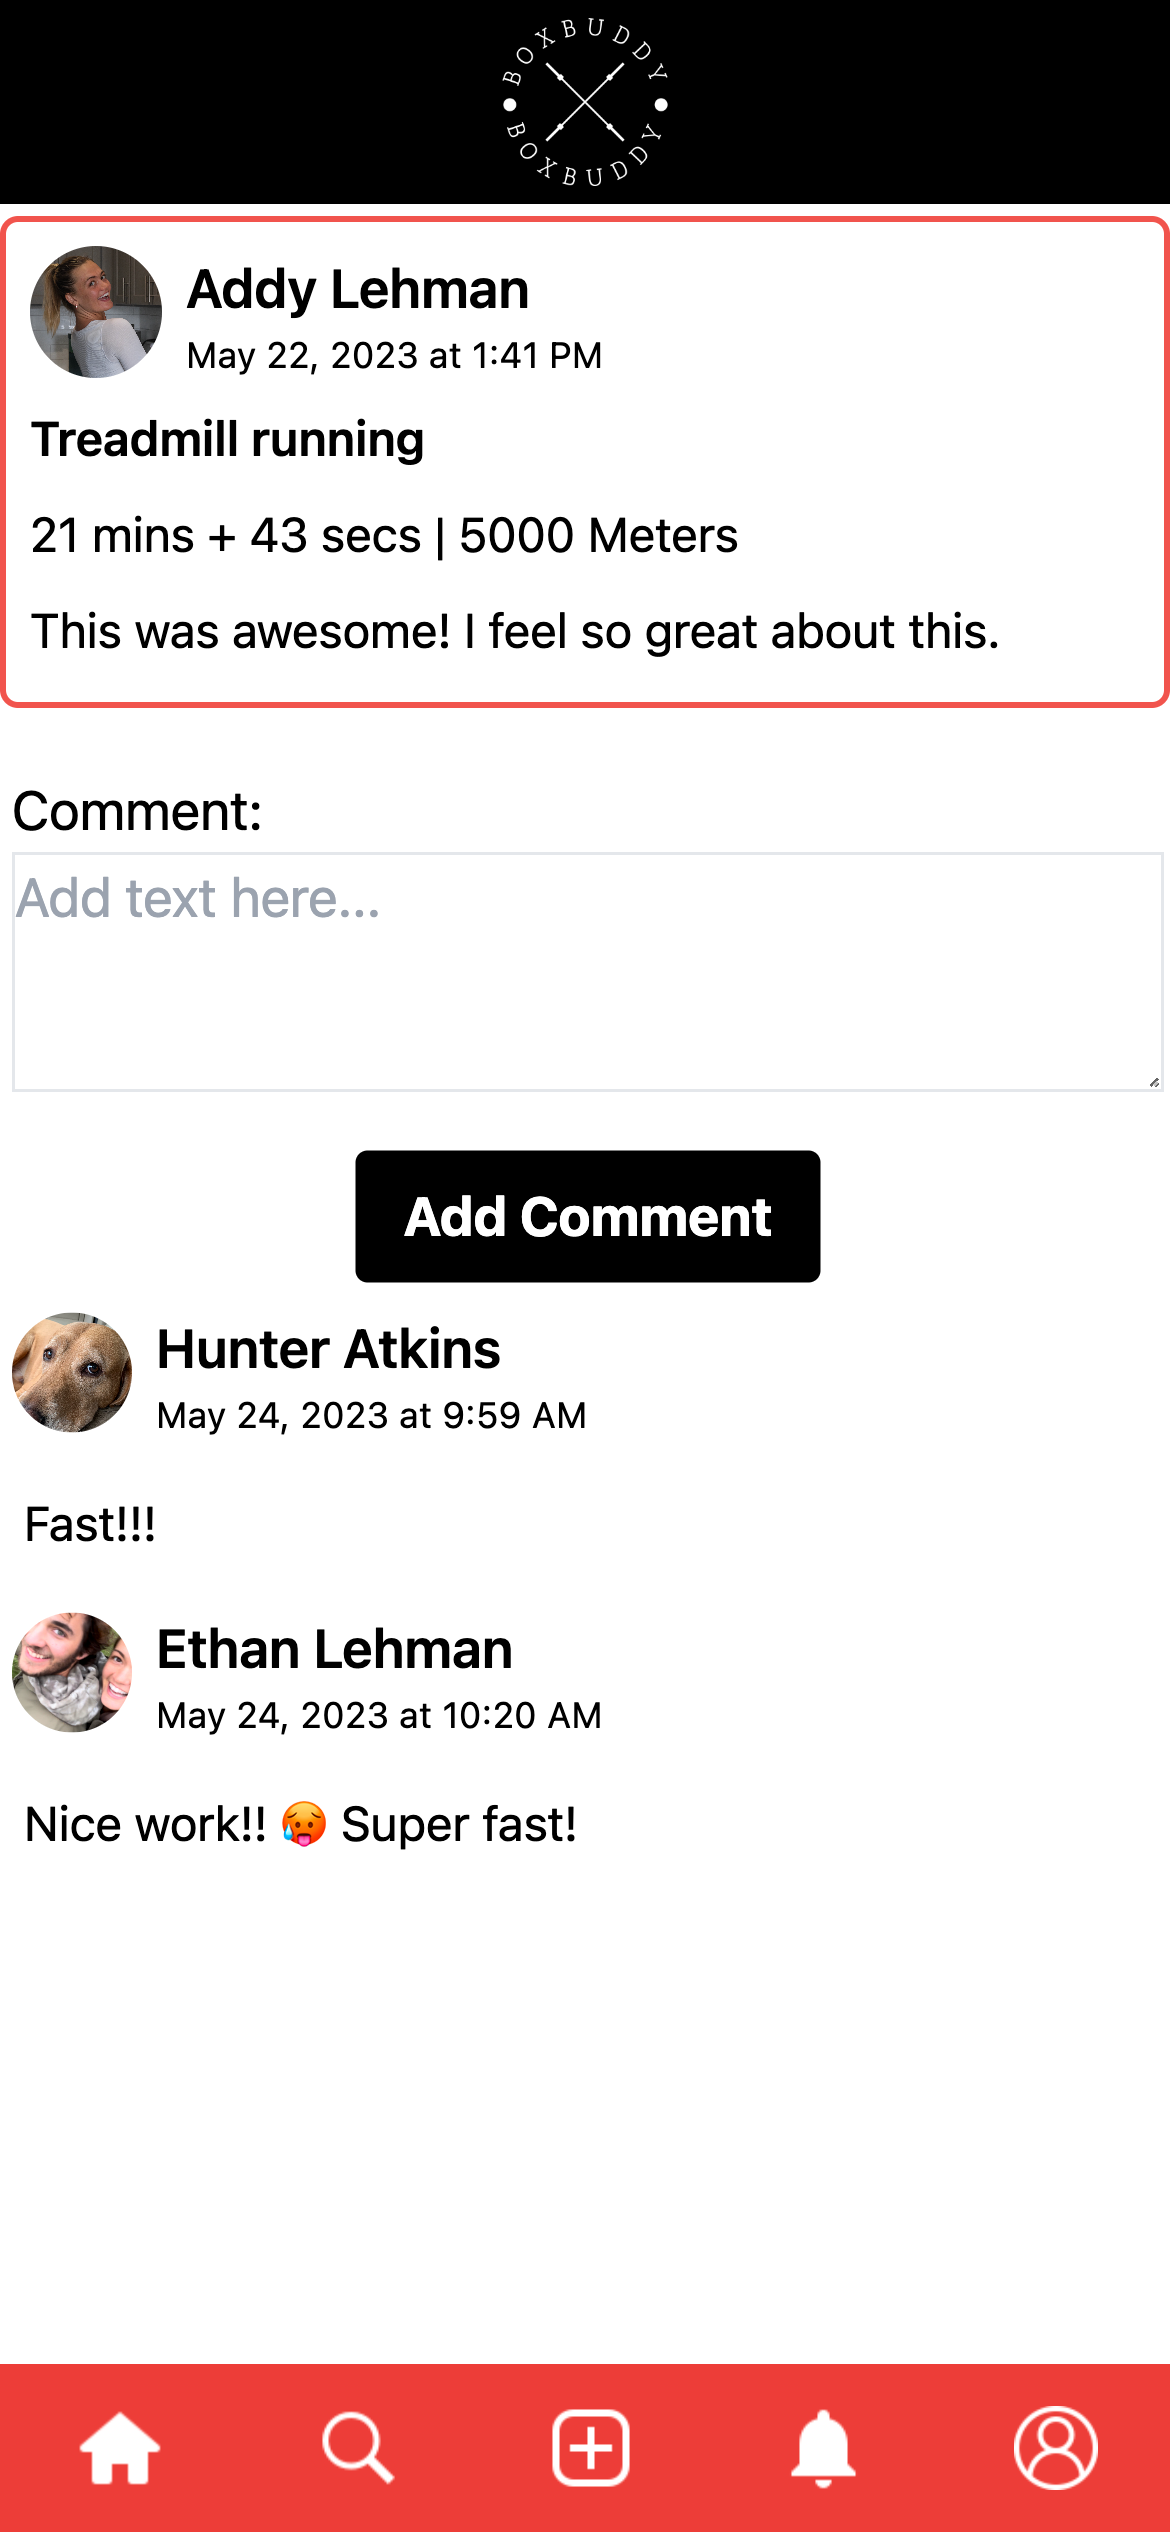 BOXBUDDY
BOXBUDDY
Addy Lehman
May 22, 2023 at 1:41 PM
Treadmill running
21 mins + 43 secs | 5000 Meters
This was awesome! I feel so great about this.
Comment:
Add text here...
Add Comment
Hunter Atkins
May 24, 2023 at 9:59 AM
Fast!!!
Ethan Lehman
May 24, 2023 at 10:20 AM
Nice work!! 🥵 Super fast!